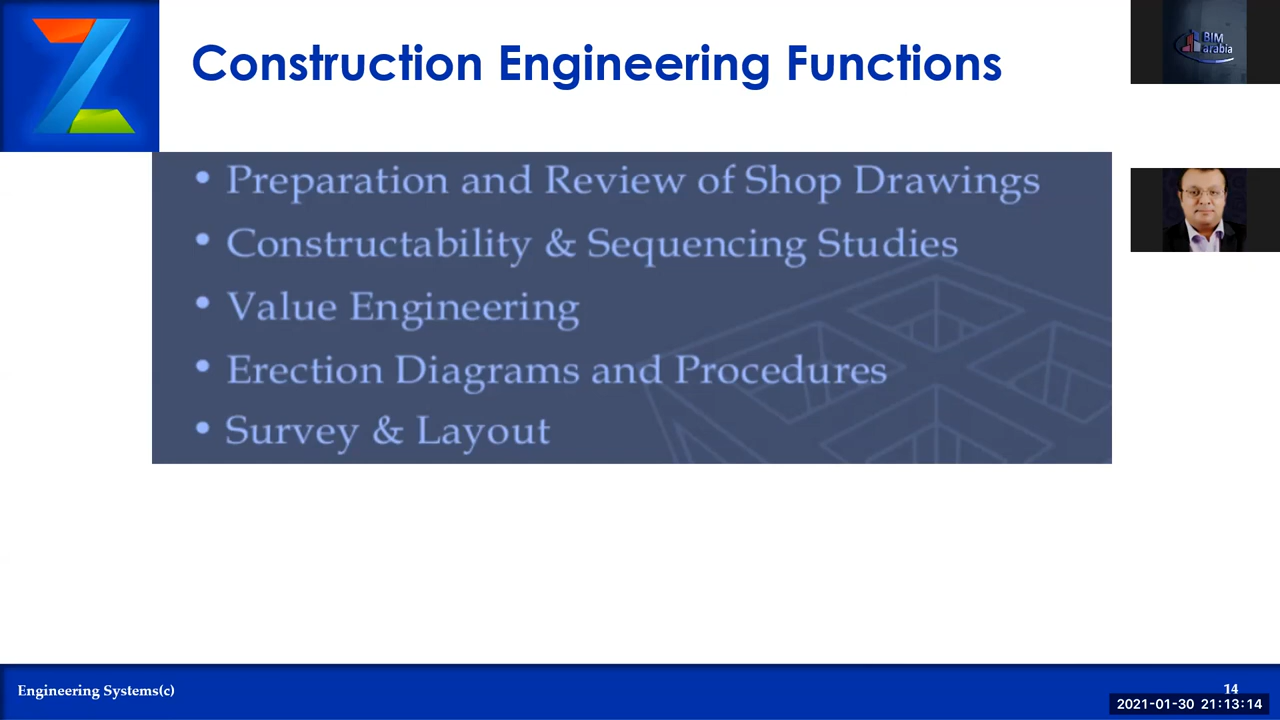 Construction Engineering Functions
BIM
arabia
• Preparation and Review of Shop Drawings
• Constructability & Sequencing Studies
• Value Engineering
• Erection Diagrams and Procedures
• Survey & Layout
Engineering Systems(c)
14
2021-01-30 21:13:14